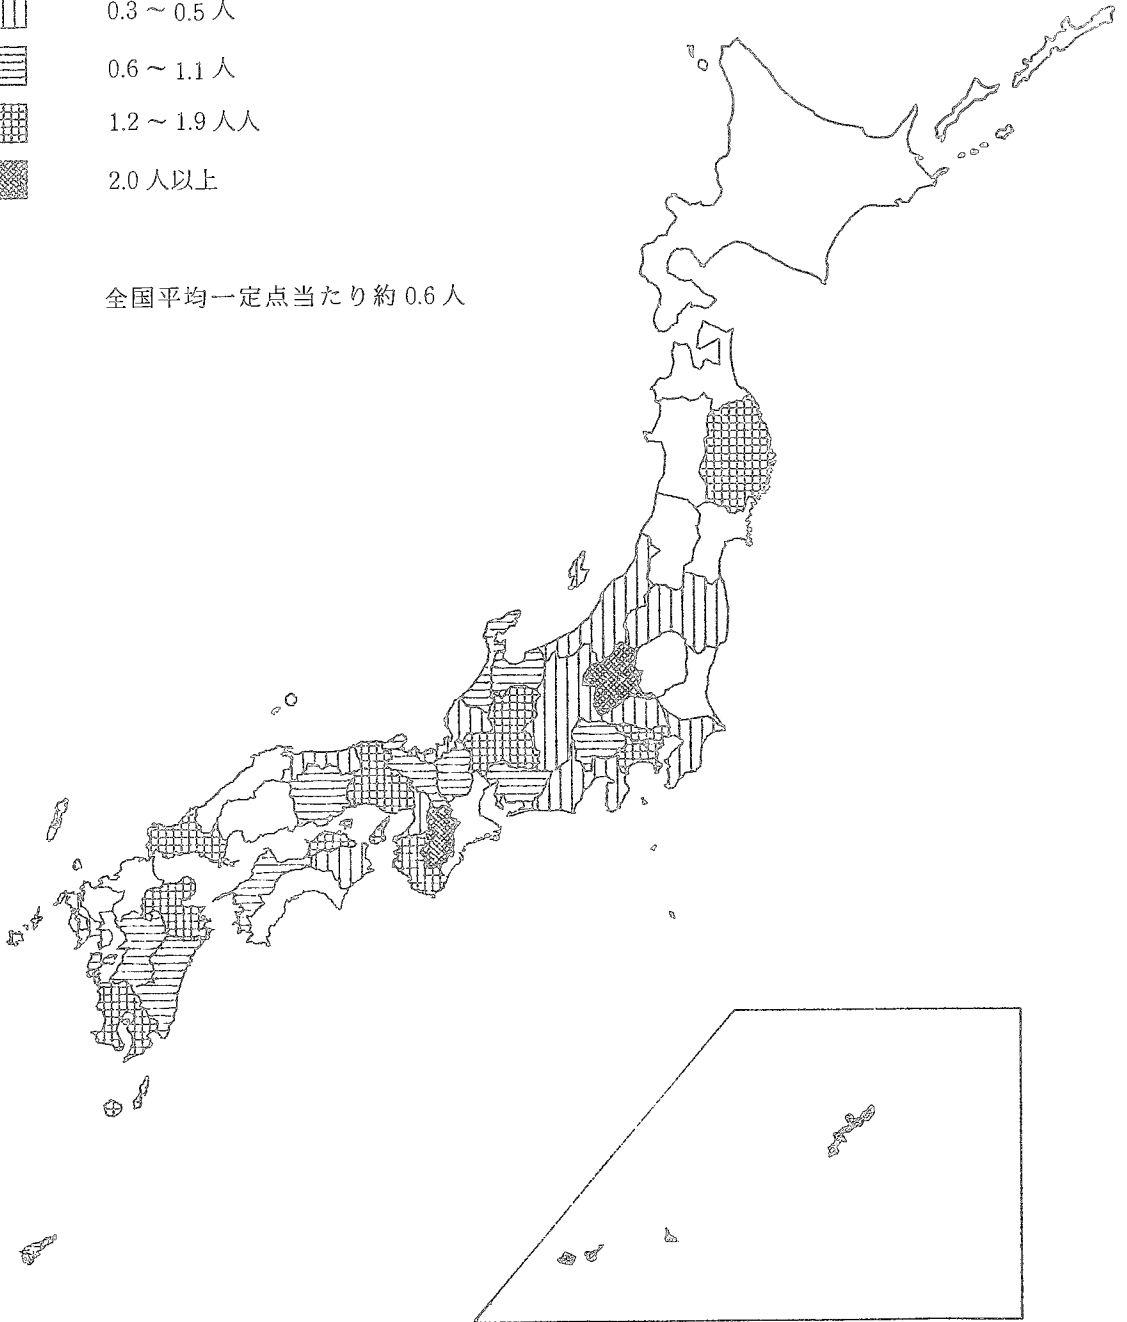 0.3 ~ 0.5 人
0.6 ~ 1.1 人
1.2 ~ 1.9 人人
2.0 人以上
全国平均一定点当たり約 0.6 人